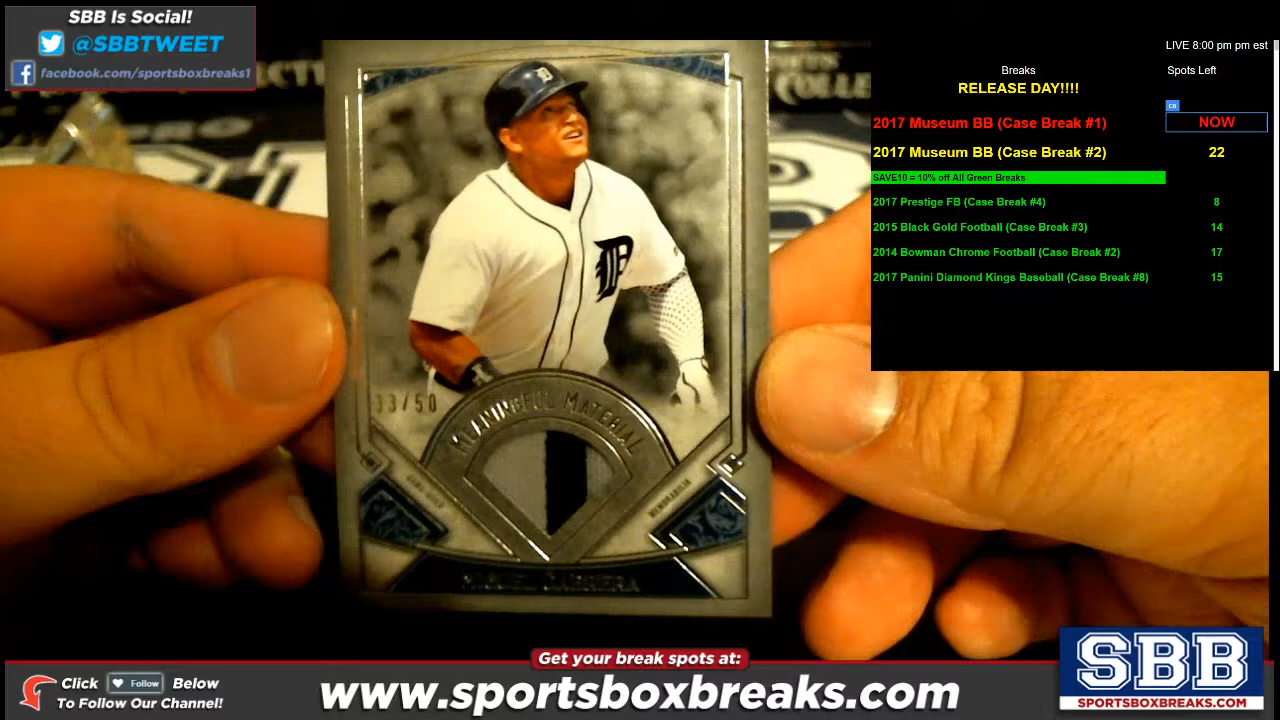 SBB Is Social!
@SBBTWEET
facebook.com/sportsboxbreaks1
LIVE 8:00 pm pm est
Breaks
Spots Left
RELEASE DAY!!!!
2017 Museum BB (Case Break #1)
NOW
2017 Museum BB (Case Break #2)
22
SAVE10 = 10% off All Green Breaks
2017 Prestige FB (Case Break #4)
8
2015 Black Gold Football (Case Break #3)
14
2014 Bowman Chrome Football (Case Break #2)
17
2017 Panini Diamond Kings Baseball (Case Break #8)
15
D
33/50
MEANINGFUL MATERIAL
GAME-USED
MEMORABILIA
MIGUEL CABRERA
Get your break spots at:
Click Follow Below
To Follow Our Channel!
www.sportsboxbreaks.com
SBB
SPORTSBOXBREAKS.COM